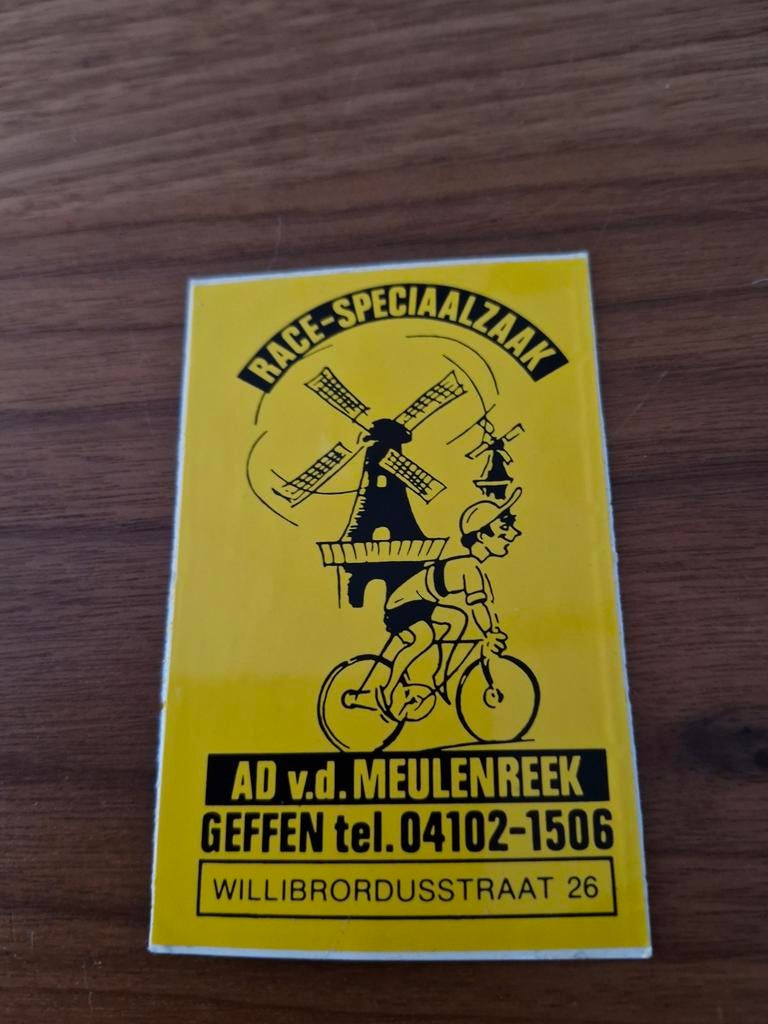 RACE-SPECIAALZAAK
AD v.d. MEULENREEK
GEFFEN tel. 04102-1506
WILLIBRORDUSSTRAAT 26